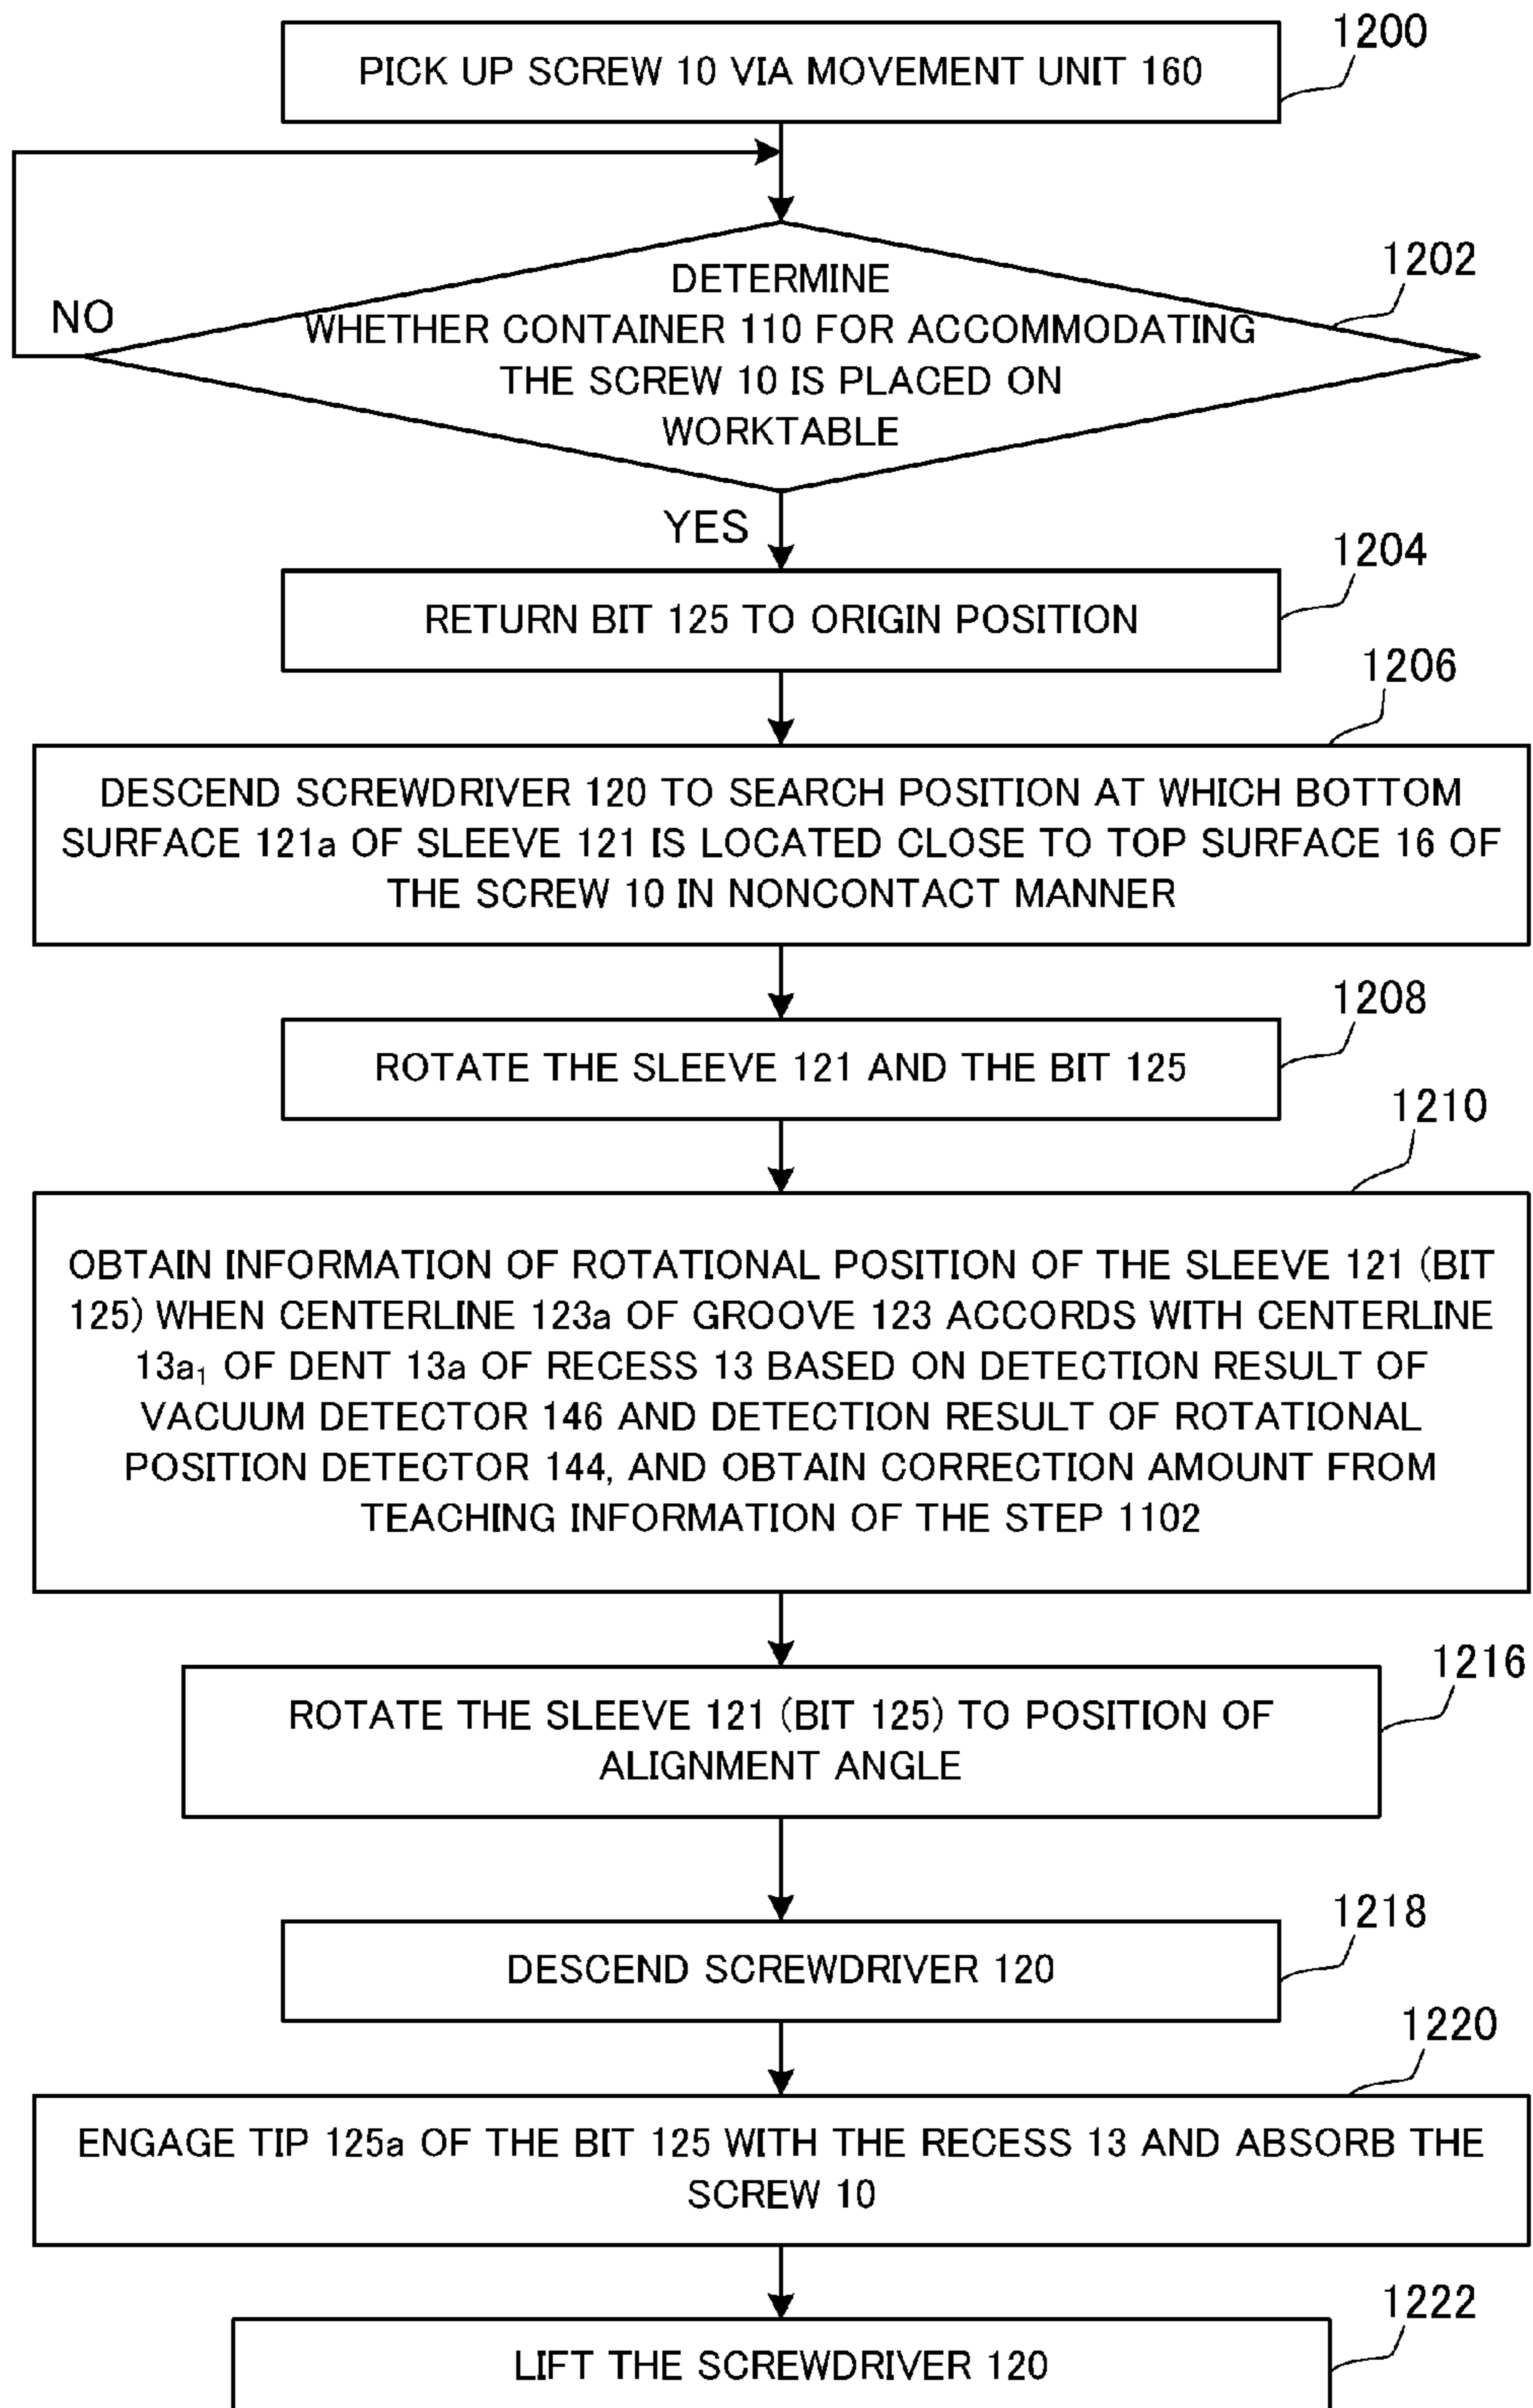 1200
PICK UP SCREW 10 VIA MOVEMENT UNIT 160
1202
DETERMINE
WHETHER CONTAINER 110 FOR ACCOMMODATING
THE SCREW 10 IS PLACED ON
WORKTABLE
NO
YES
1204
RETURN BIT 125 TO ORIGIN POSITION
1206
DESCEND SCREWDRIVER 120 TO SEARCH POSITION AT WHICH BOTTOM
SURFACE 121a OF SLEEVE 121 IS LOCATED CLOSE TO TOP SURFACE 16 OF
THE SCREW 10 IN NONCONTACT MANNER
1208
ROTATE THE SLEEVE 121 AND THE BIT 125
1210
OBTAIN INFORMATION OF ROTATIONAL POSITION OF THE SLEEVE 121 (BIT
125) WHEN CENTERLINE 123a OF GROOVE 123 ACCORDS WITH CENTERLINE
13a₁ OF DENT 13a OF RECESS 13 BASED ON DETECTION RESULT OF
VACUUM DETECTOR 146 AND DETECTION RESULT OF ROTATIONAL
POSITION DETECTOR 144, AND OBTAIN CORRECTION AMOUNT FROM
TEACHING INFORMATION OF THE STEP 1102
1216
ROTATE THE SLEEVE 121 (BIT 125) TO POSITION OF
ALIGNMENT ANGLE
1218
DESCEND SCREWDRIVER 120
1220
ENGAGE TIP 125a OF THE BIT 125 WITH THE RECESS 13 AND ABSORB THE
SCREW 10
1222
LIFT THE SCREWDRIVER 120